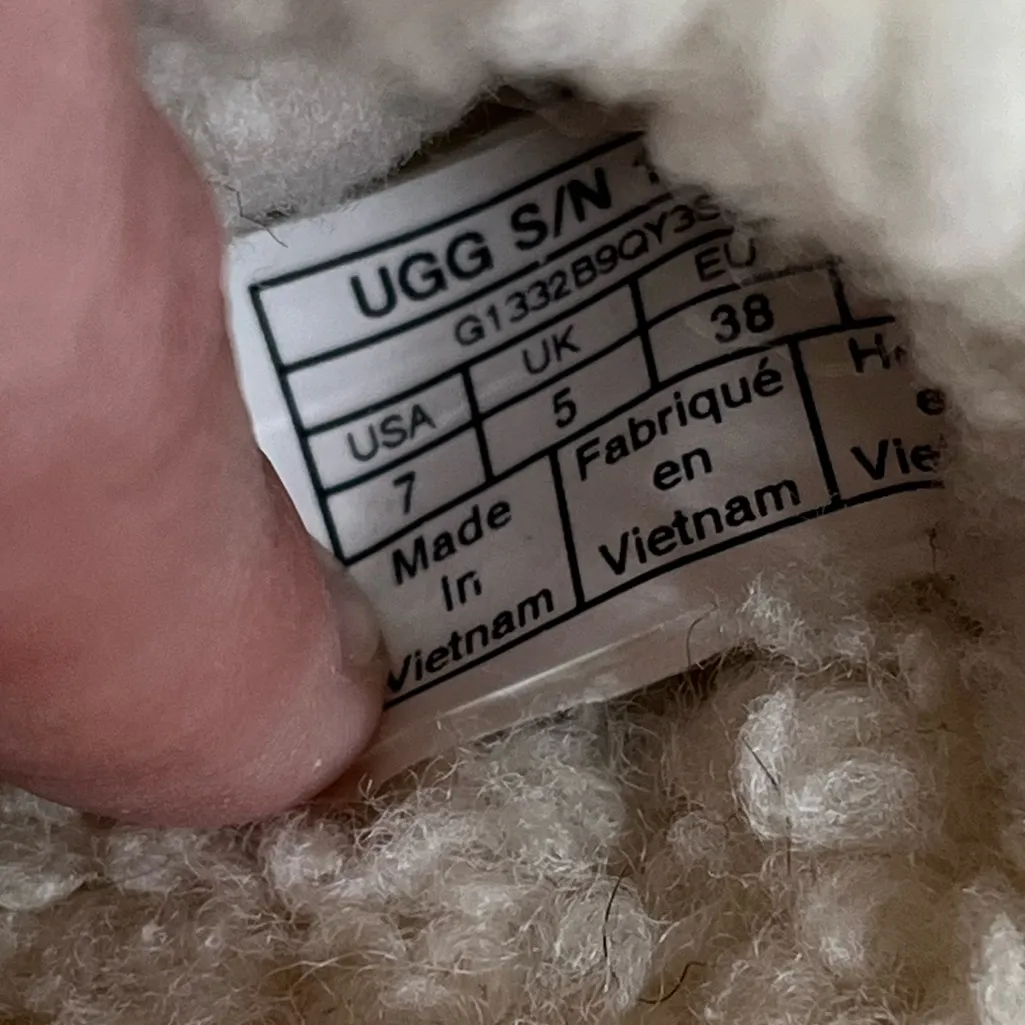 UGG S/N
G1332B9QY3S
USA UK EU
7 5 38
Made Fabriqué
In en
Vietnam Vietnam